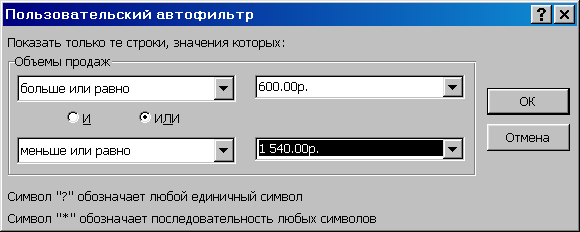 Пользовательский автофильтр
Показать только те строки, значения которых:
Объемы продаж
больше или равно 600.00р.
И ИЛИ
ОК
меньше или равно 1 540.00р.
Отмена
Символ "?" обозначает любой единичный символ
Символ "*" обозначает последовательность любых символов